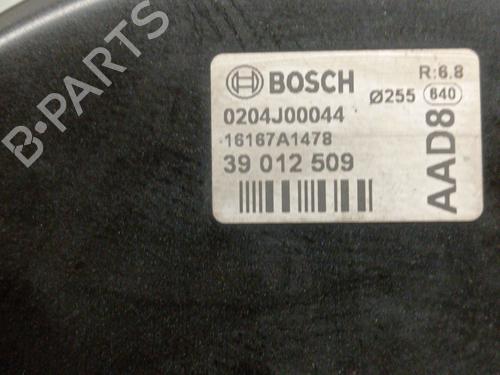 BOSCH
R:6.8
Ø255 640
0204J00044
16167A1478
39 012 509
AAD8
B-PARTS